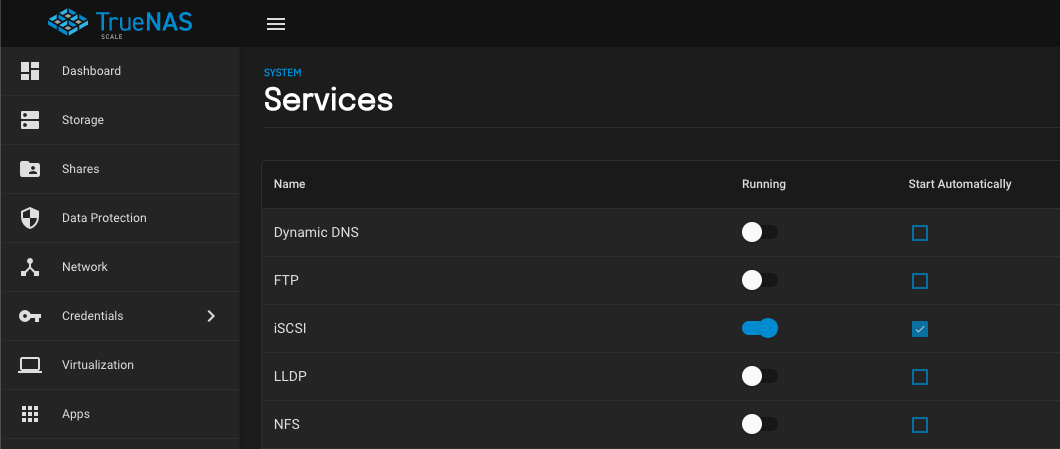 TrueNAS
SCALE
Dashboard
Storage
Shares
Data Protection
Network
Credentials
Virtualization
Apps
SYSTEM
Services
Name Running Start Automatically
Dynamic DNS
FTP
iSCSI
LLDP
NFS